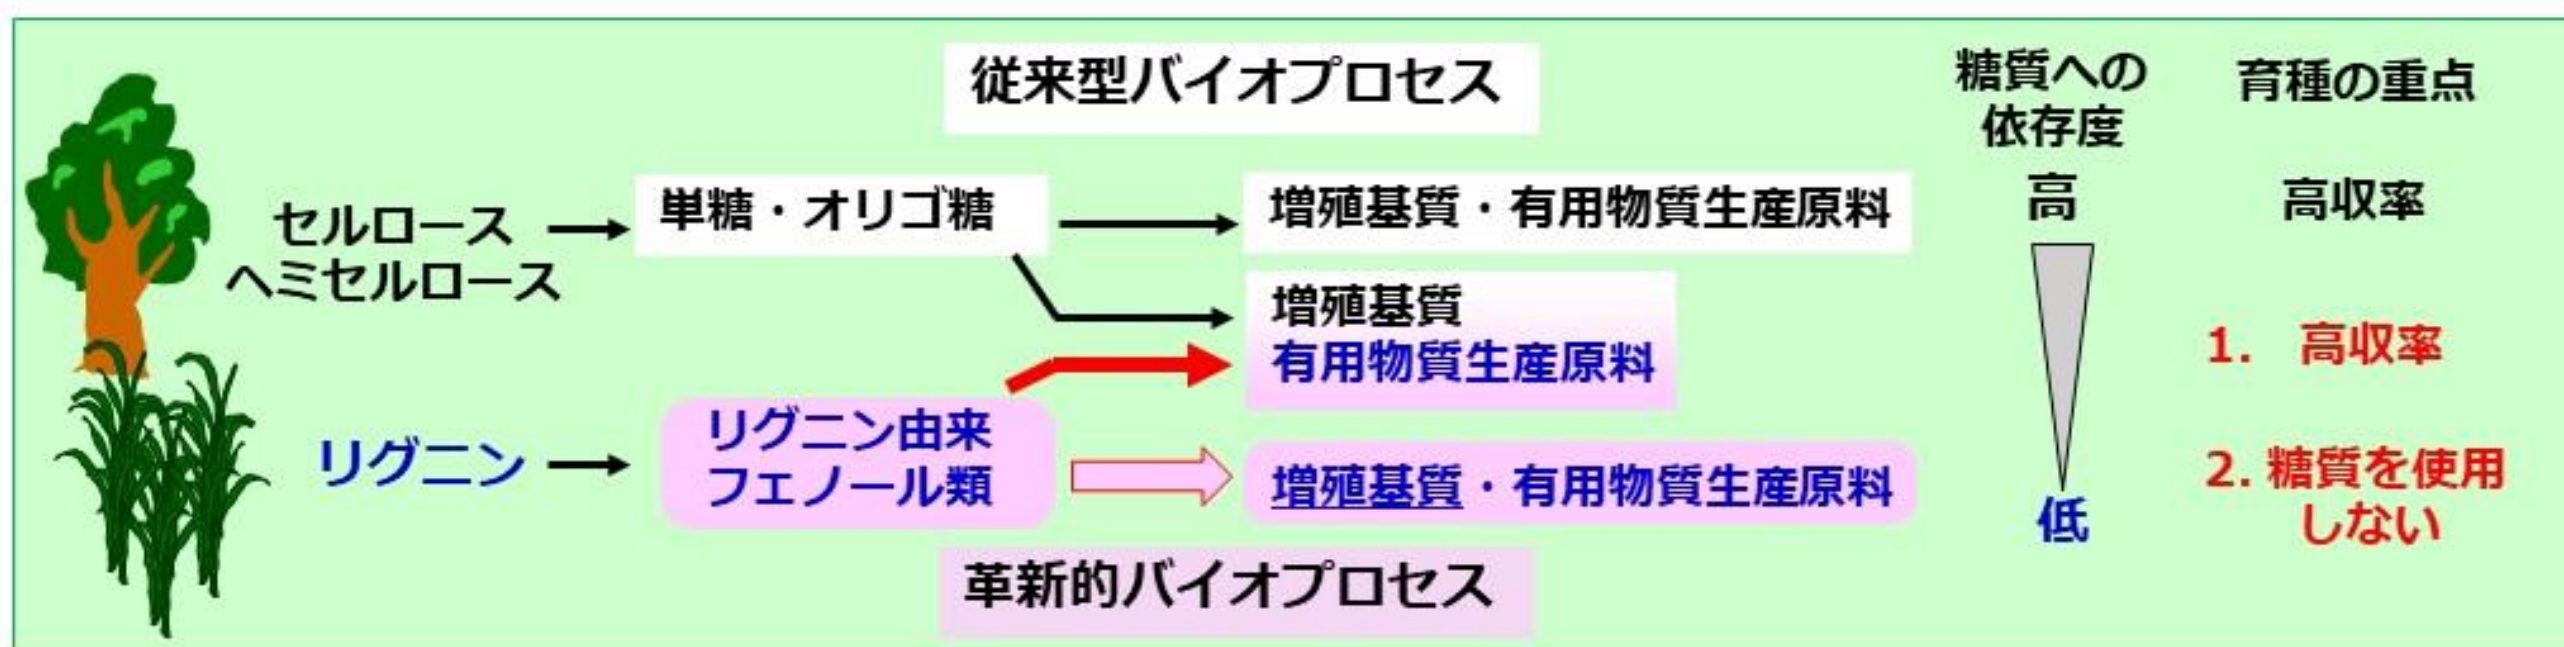 従来型バイオプロセス
糖質への
依存度
育種の重点
セルロース
ヘミセルロース
単糖・オリゴ糖
増殖基質・有用物質生産原料
高
高収率
増殖基質
有用物質生産原料
1. 高収率
リグニン
リグニン由来
フェノール類
増殖基質・有用物質生産原料
低
2. 糖質を使用
しない
革新的バイオプロセス